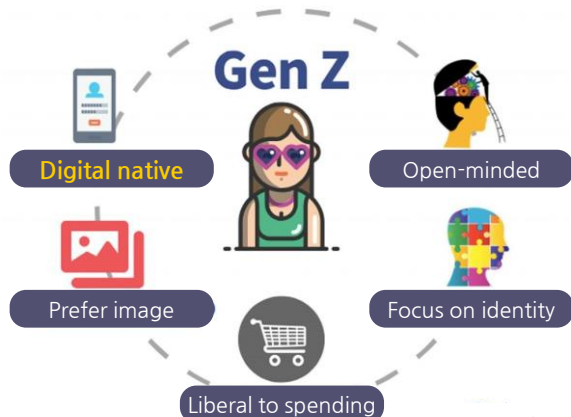 Gen Z
Digital native
Open-minded
Prefer image
Focus on identity
Liberal to spending